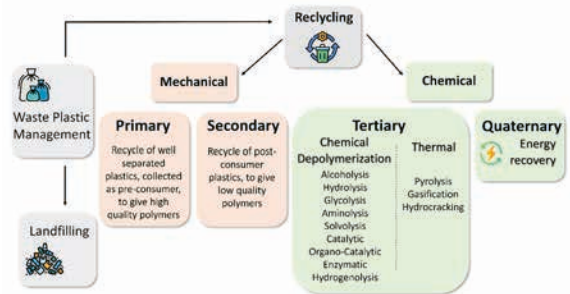 Reclycling
Mechanical
Chemical
Waste Plastic
Management
Landfilling
Primary
Recycle of well
separated
plastics, collected
as pre-consumer,
to give high
quality polymers
Secondary
Recycle of post-
consumer
plastics, to give
low quality
polymers
Tertiary
Chemical
Depolymerization
Alcoholysis
Hydrolysis
Glycolysis
Aminolysis
Solvolysis
Catalytic
Organo-Catalytic
Enzymatic
Hydrogenolysis
Thermal
Pyrolysis
Gasification
Hydrocracking
Quaternary
Energy
recovery